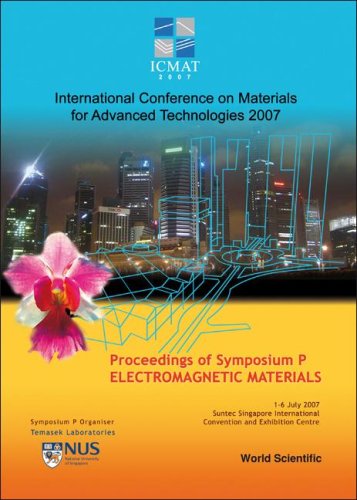 ICMAT
2007
International Conference on Materials
for Advanced Technologies 2007
Proceedings of Symposium P
ELECTROMAGNETIC MATERIALS
1-6 July 2007
Suntec Singapore International
Convention and Exhibition Centre
Symposium P Organiser
Temasek Laboratories
NUS
National University
of Singapore
World Scientific